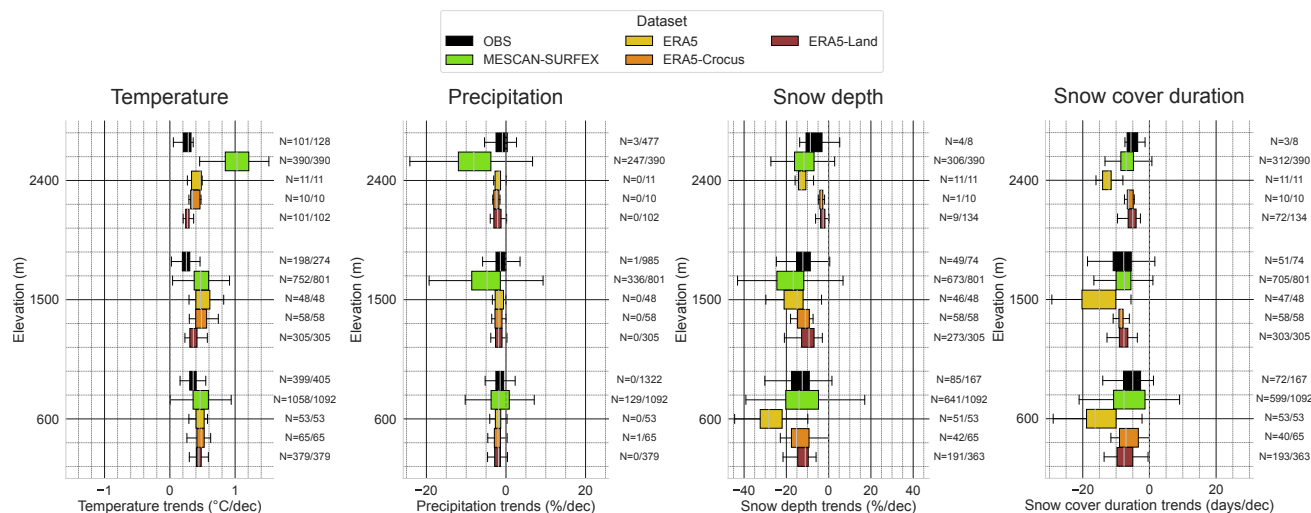 Dataset
OBS
MESCAN-SURFEX
ERA5
ERA5-Crocus
ERA5-Land
Temperature
Elevation (m)
2400
1500
600
N=101/128
N=390/390
N=11/11
N=10/10
N=101/102
N=198/274
N=752/801
N=48/48
N=58/58
N=305/305
N=399/405
N=1058/1092
N=53/53
N=65/65
N=379/379
−1 0 1
Temperature trends (°C/dec)
Precipitation
Elevation (m)
2400
1500
600
N=3/477
N=247/390
N=0/11
N=0/10
N=0/102
N=1/985
N=336/801
N=0/48
N=0/58
N=0/305
N=0/1322
N=129/1092
N=0/53
N=1/65
N=0/379
−20 0 20
Precipitation trends (%/dec)
Snow depth
Elevation (m)
2400
1500
600
N=4/8
N=306/390
N=11/11
N=1/10
N=9/134
N=49/74
N=673/801
N=46/48
N=58/58
N=273/305
N=85/167
N=641/1092
N=51/53
N=42/65
N=191/363
−40 −20 0 20 40
Snow depth trends (%/dec)
Snow cover duration
Elevation (m)
2400
1500
600
N=3/8
N=312/390
N=11/11
N=10/10
N=72/134
N=51/74
N=705/801
N=47/48
N=58/58
N=303/305
N=72/167
N=599/1092
N=53/53
N=40/65
N=193/363
−20 0 20
Snow cover duration trends (days/dec)